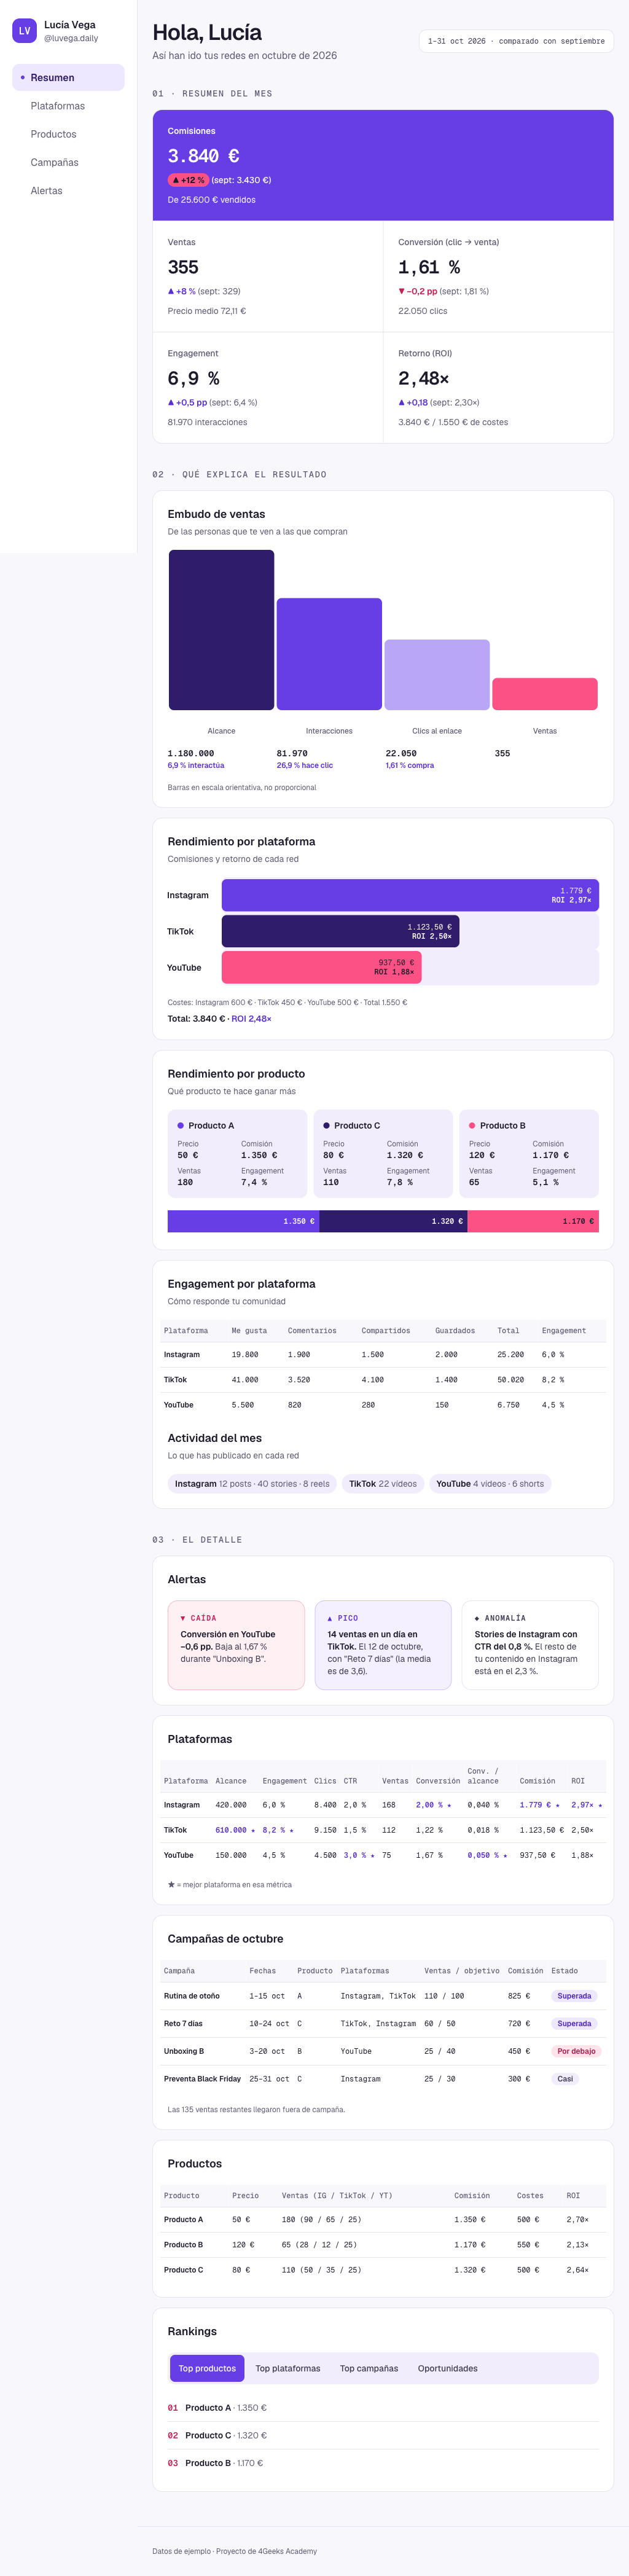 LV
Lucía Vega
@luvega.daily
Resumen
Plataformas
Productos
Campañas
Alertas
Hola, Lucía
Así han ido tus redes en octubre de 2026
1–31 oct 2026 · comparado con septiembre
01 · RESUMEN DEL MES
Comisiones
3.840 €
▲ +12 % (sept: 3.430 €)
De 25.600 € vendidos
Ventas
355
▲ +8 % (sept: 329)
Precio medio 72,11 €
Conversión (clic → venta)
1,61 %
▼ −0,2 pp (sept: 1,81 %)
22.050 clics
Engagement
6,9 %
▲ +0,5 pp (sept: 6,4 %)
81.970 interacciones
Retorno (ROI)
2,48×
▲ +0,18 (sept: 2,30×)
3.840 € / 1.550 € de costes
02 · QUÉ EXPLICA EL RESULTADO
Embudo de ventas
De las personas que te ven a las que compran
Alcance Interacciones Clics al enlace Ventas
1.180.000 81.970 22.050 355
6,9 % interactúa 26,9 % hace clic 1,61 % compra
Barras en escala orientativa, no proporcional
Rendimiento por plataforma
Comisiones y retorno de cada red
Instagram
1.779 €
ROI 2,97×
TikTok
1.123,50 €
ROI 2,50×
YouTube
937,50 €
ROI 1,88×
Costes: Instagram 600 € · TikTok 450 € · YouTube 500 € · Total 1.550 €
Total: 3.840 € · ROI 2,48×
Rendimiento por producto
Qué producto te hace ganar más
Producto A
Precio Comisión
50 € 1.350 €
Ventas Engagement
180 7,4 %
Producto C
Precio Comisión
80 € 1.320 €
Ventas Engagement
110 7,8 %
Producto B
Precio Comisión
120 € 1.170 €
Ventas Engagement
65 5,1 %
1.350 € 1.320 € 1.170 €
Engagement por plataforma
Cómo responde tu comunidad
Plataforma Me gusta Comentarios Compartidos Guardados Total Engagement
Instagram 19.800 1.900 1.500 2.000 25.200 6,0 %
TikTok 41.000 3.520 4.100 1.400 50.020 8,2 %
YouTube 5.500 820 280 150 6.750 4,5 %
Actividad del mes
Lo que has publicado en cada red
Instagram 12 posts · 40 stories · 8 reels
TikTok 22 vídeos
YouTube 4 vídeos · 6 shorts
03 · EL DETALLE
Alertas
▼ CAÍDA
Conversión en YouTube
−0,6 pp. Baja al 1,67 %
durante "Unboxing B".
▲ PICO
14 ventas en un día en
TikTok. El 12 de octubre,
con "Reto 7 días" (la media
es de 3,6).
◆ ANOMALÍA
Stories de Instagram con
CTR del 0,8 %. El resto de
tu contenido en Instagram
está en el 2,3 %.
Plataformas
Plataforma Alcance Engagement Clics CTR Ventas Conversión Conv. / alcance Comisión ROI
Instagram 420.000 6,0 % 8.400 2,0 % 168 2,00 % ★ 0,040 % 1.779 € ★ 2,97× ★
TikTok 610.000 ★ 8,2 % ★ 9.150 1,5 % 112 1,22 % 0,018 % 1.123,50 € 2,50×
YouTube 150.000 4,5 % 4.500 3,0 % ★ 75 1,67 % 0,050 % ★ 937,50 € 1,88×
★ = mejor plataforma en esa métrica
Campañas de octubre
Campaña Fechas Producto Plataformas Ventas / objetivo Comisión Estado
Rutina de otoño 1–15 oct A Instagram, TikTok 110 / 100 825 € Superada
Reto 7 días 10–24 oct C TikTok, Instagram 60 / 50 720 € Superada
Unboxing B 3–20 oct B YouTube 25 / 40 450 € Por debajo
Preventa Black Friday 25–31 oct C Instagram 25 / 30 300 € Casi
Las 135 ventas restantes llegaron fuera de campaña.
Productos
Producto Precio Ventas (IG / TikTok / YT) Comisión Costes ROI
Producto A 50 € 180 (90 / 65 / 25) 1.350 € 500 € 2,70×
Producto B 120 € 65 (28 / 12 / 25) 1.170 € 550 € 2,13×
Producto C 80 € 110 (50 / 35 / 25) 1.320 € 500 € 2,64×
Rankings
Top productos Top plataformas Top campañas Oportunidades
01 Producto A · 1.350 €
02 Producto C · 1.320 €
03 Producto B · 1.170 €
Datos de ejemplo · Proyecto de 4Geeks Academy